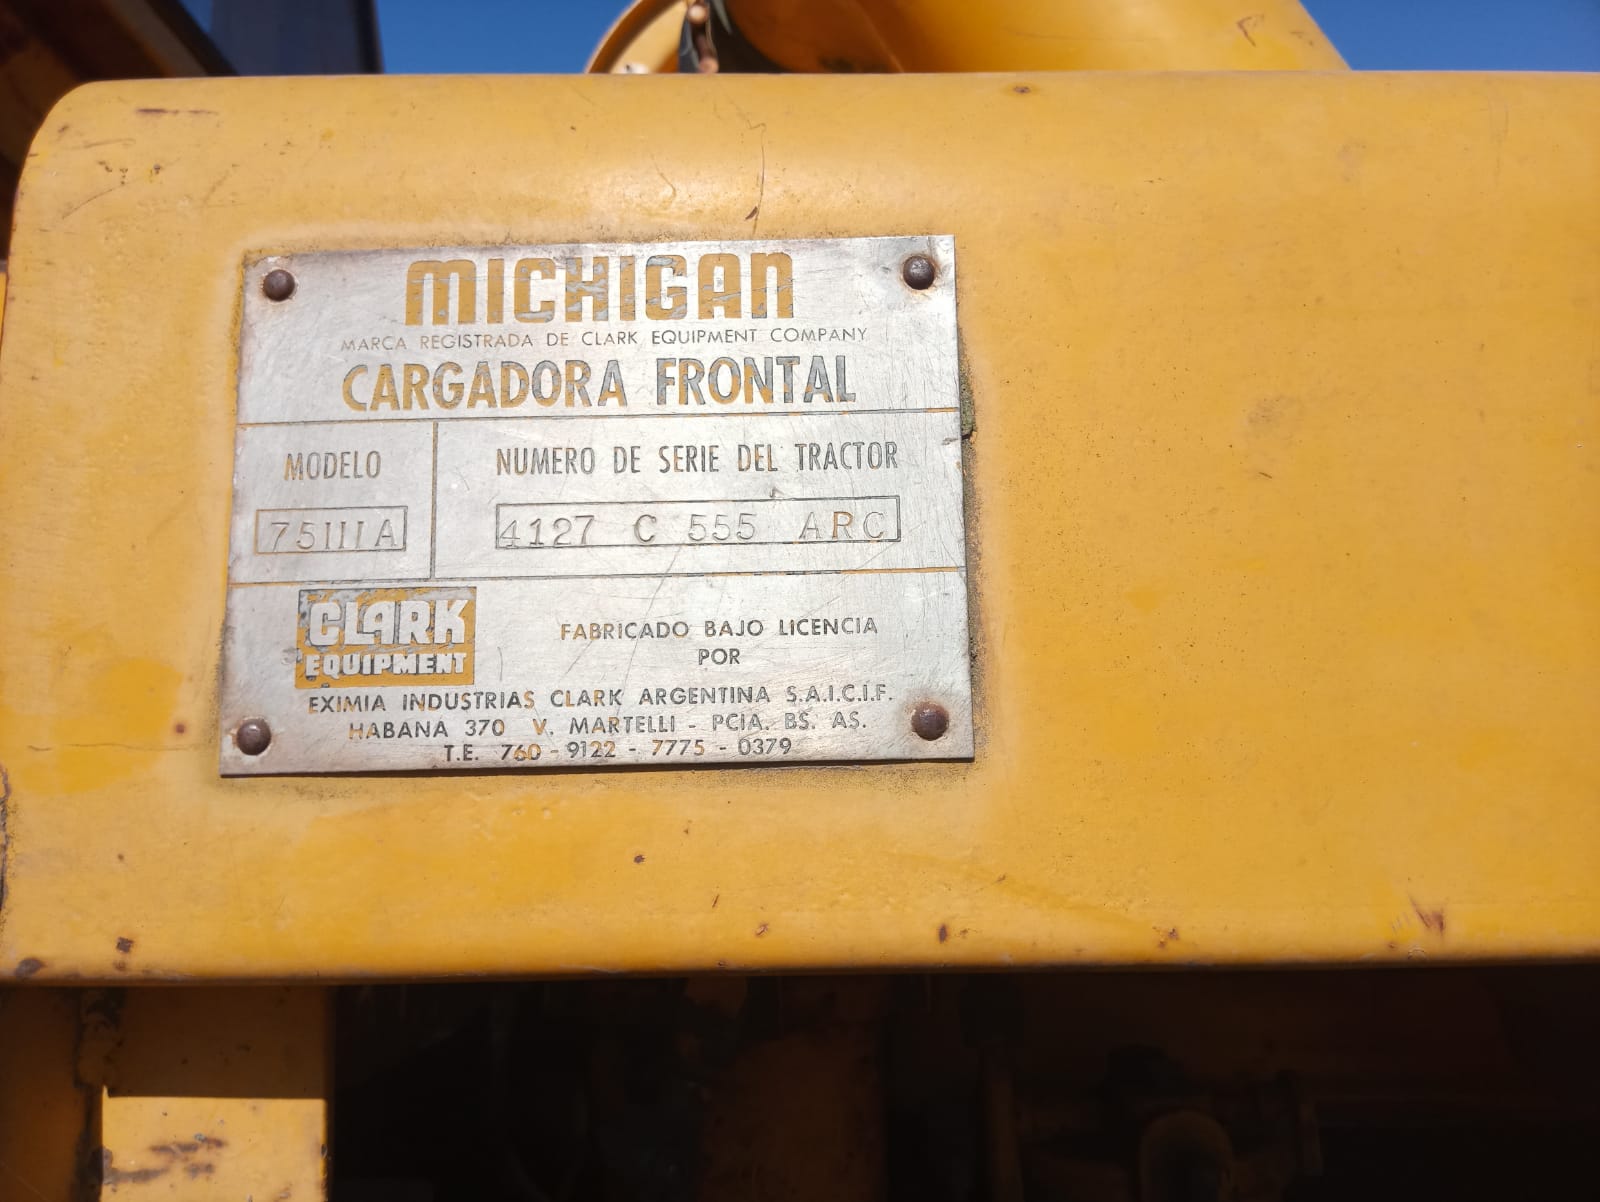 MICHIGAN
MARCA REGISTRADA DE CLARK EQUIPMENT COMPANY
CARGADORA FRONTAL
MODELO
75IIIA
NUMERO DE SERIE DEL TRACTOR
4127 C 555 ARC
CLARK
EQUIPMENT
FABRICADO BAJO LICENCIA
POR
EXIMIA INDUSTRIAS CLARK ARGENTINA S.A.I.C.I.F.
HABANA 370 V. MARTELLI - PCIA. BS. AS.
T.E. 760 - 9122 - 7775 - 0379